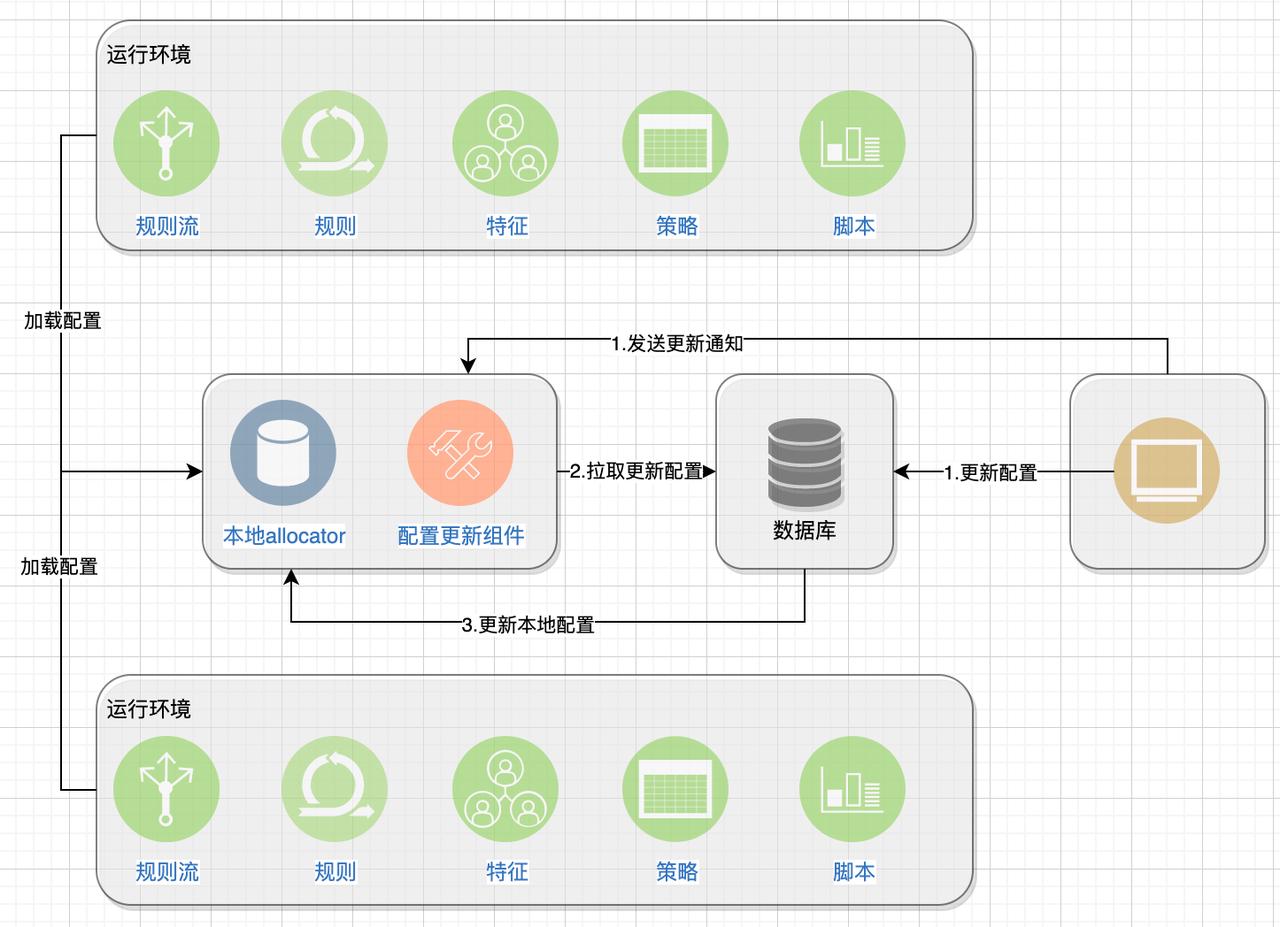 运行环境
规则流
规则
特征
策略
脚本
加载配置
1.发送更新通知
本地allocator
配置更新组件
2.拉取更新配置
数据库
1.更新配置
加载配置
3.更新本地配置
运行环境
规则流
规则
特征
策略
脚本